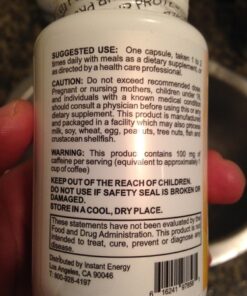 SUGGESTED USE: One capsule, taken 1 to 2
times daily with meals as a dietary supplement, or
as directed by a health care professional.
CAUTION: Do not exceed recommended dose.
Pregnant or nursing mothers, children under
and individuals with a known medical condition
should consult a physician before using this or any
dietary supplement. This product is manufactured
and packaged in a facility which may also process
milk, soy, wheat, egg, peanuts, tree nuts, fish and
crustacean shellfish.
WARNING: This product contains 100 mg of
caffeine per serving (equivalent to approximately 1
cup of coffee)
KEEP OUT OF THE REACH OF CHILDREN.
DO NOT USE IF SAFETY SEAL IS BROKEN OR
DAMAGED.
STORE IN A COOL, DRY PLACE.
These statements have not been evaluated by the
Food and Drug Administration. This product is not
intended to treat, cure, prevent or diagnose any
disease.
Distributed by Instant Energy
Los Angeles, CA 90046
1-800-928-4197